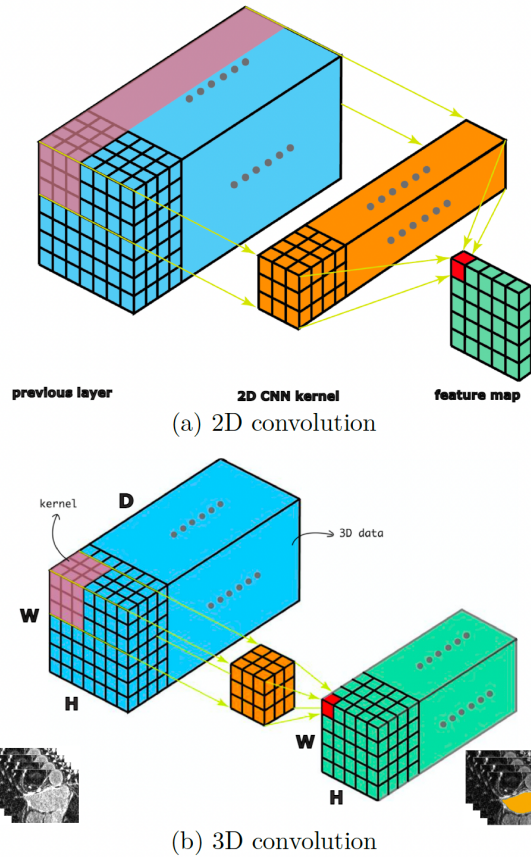 previous layer
2D CNN kernel
feature map
(a) 2D convolution
D
kernel
3D data
W
H
W
H
(b) 3D convolution